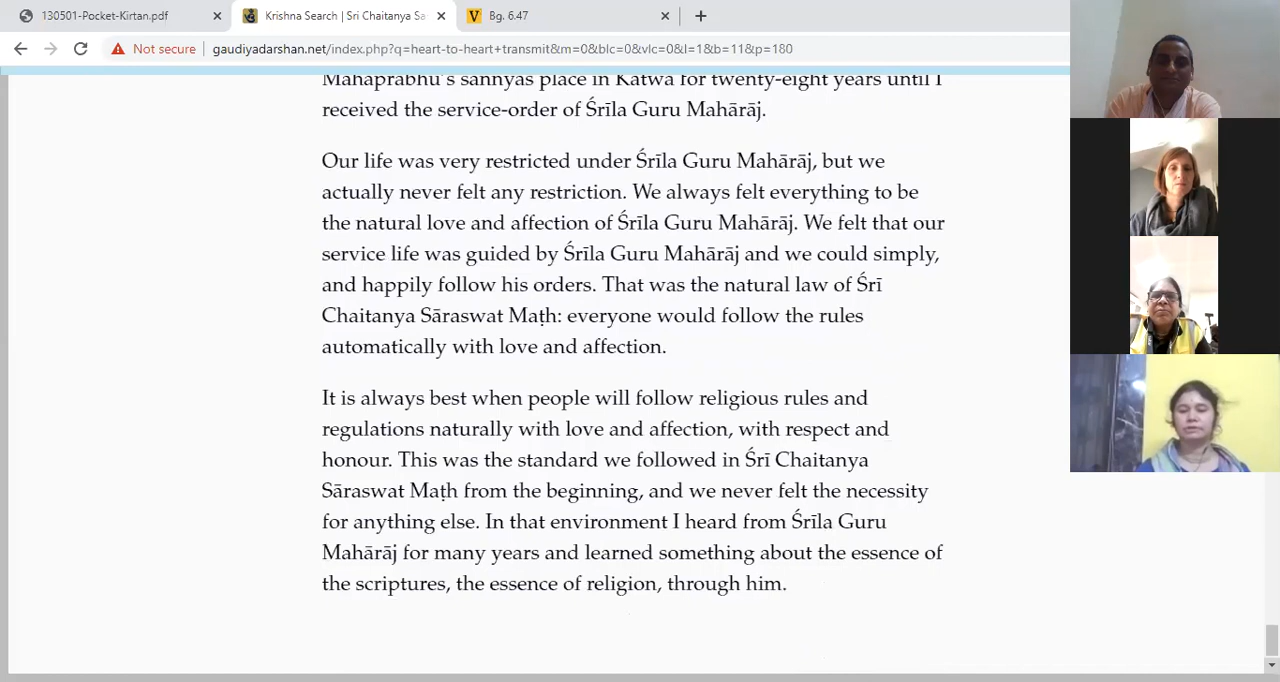 130501-Pocket-Kirtan.pdf
Krishna Search | Sri Chaitanya Sa
Bg. 6.47
Not secure
gaudiyadarshan.net/index.php?q=heart-to-heart+transmit&m=0&blc=0&vlc=0&l=1&b=11&p=180
Mahāprabhu's sannyās place in Katwa for twenty-eight years until I
received the service-order of Śrīla Guru Mahārāj.
Our life was very restricted under Śrīla Guru Mahārāj, but we
actually never felt any restriction. We always felt everything to be
the natural love and affection of Śrīla Guru Mahārāj. We felt that our
service life was guided by Śrīla Guru Mahārāj and we could simply,
and happily follow his orders. That was the natural law of Śrī
Chaitanya Sāraswat Maṭh: everyone would follow the rules
automatically with love and affection.
It is always best when people will follow religious rules and
regulations naturally with love and affection, with respect and
honour. This was the standard we followed in Śrī Chaitanya
Sāraswat Maṭh from the beginning, and we never felt the necessity
for anything else. In that environment I heard from Śrīla Guru
Mahārāj for many years and learned something about the essence of
the scriptures, the essence of religion, through him.